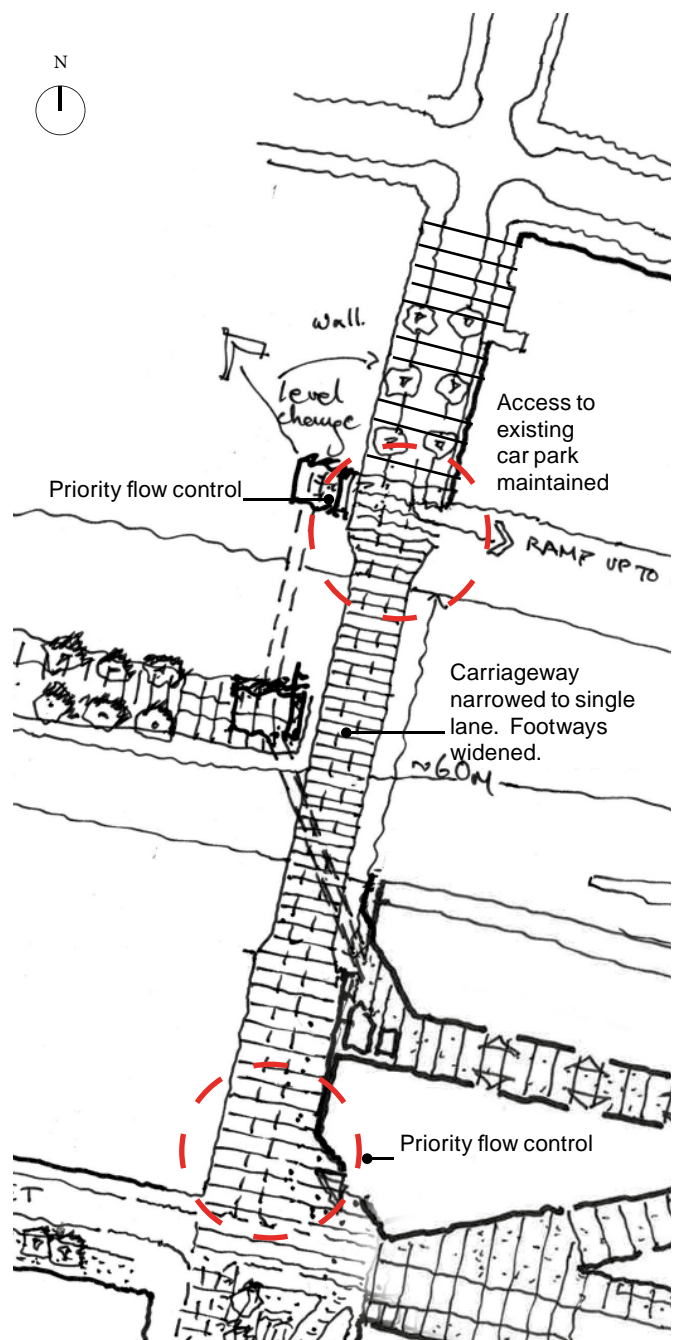 N
wall.
level
change
Access to
existing
car park
maintained
Priority flow control
RAMP UP TO
Carriageway
narrowed to single
lane. Footways
widened.
~60M
Priority flow control
ET